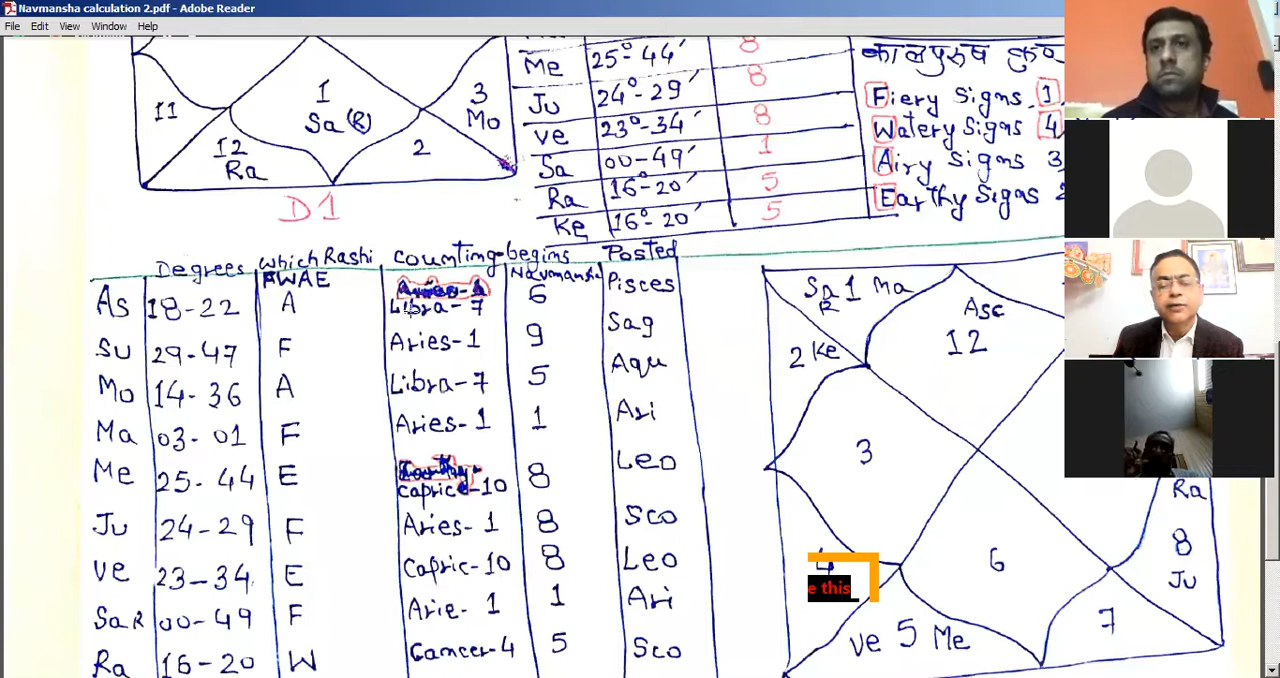 Navmansha calculation 2.pdf - Adobe Reader
File Edit View Window Help
11
1
Sa (R)
3
Mo
12
Ra
2
D1
Me 25°-44' 8
Ju 24°-29' 8
Ve 23°-34' 8
Sa 00-49' 1
Ra 16°-20' 5
Ke 16°-20' 5
Fiery Signs 1
Watery Signs 4,
Airy Signs 3,
Earthy Signs 2
Degrees which Rashi counting begins Posted
FWAE Navmansha
As 18-22 A Libra-7 6 Pisces
Su 29-47 F Aries-1 9 Sag
Mo 14-36 A Libra-7 5 Aqu
Ma 03-01 F Aries-1 1 Ari
Me 25-44 E Capric-10 8 Leo
Ju 24-29 F Aries-1 8 Sco
Ve 23-34 E Capric-10 8 Leo
Sa R 00-49 F Arie-1 1 Ari
Ra 16-20 W Cancer-4 5 Sco
Sa 1 Ma
R
Asc
12
2 Ke
3
Ra
8
Ju
4
e this
6
7
Ve 5 Me